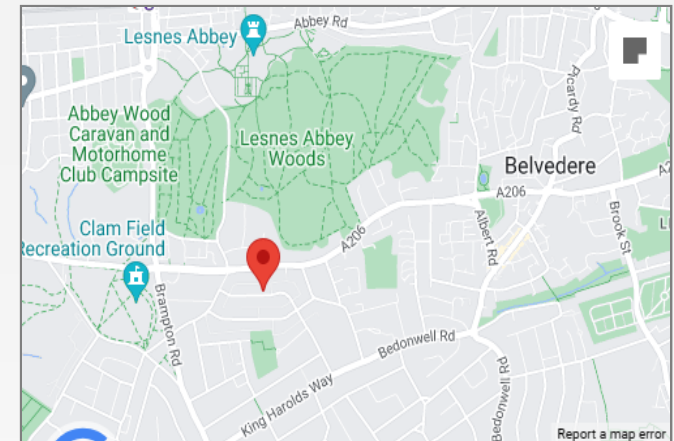 Abbey Rd
Lesnes Abbey
Picardy Rd
Abbey Wood
Caravan and
Motorhome
Club Campsite
Lesnes Abbey
Woods
Belvedere
A206
Brook St
Albert Rd
Clam Field
Recreation Ground
A206
Brampton Rd
Bedonwell Rd
King Harolds Way
Bedonwell Rd
Report a map error